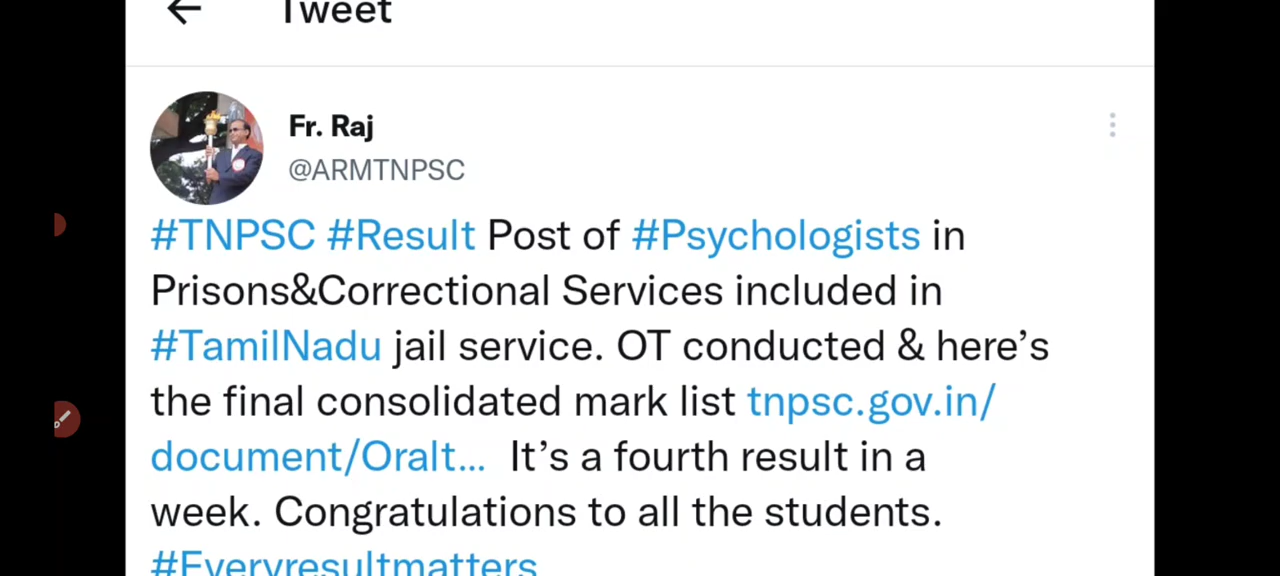 Tweet
Fr. Raj
@ARMTNPSC
#TNPSC #Result Post of #Psychologists in
Prisons&Correctional Services included in
#TamilNadu jail service. OT conducted & here’s
the final consolidated mark list tnpsc.gov.in/
document/Oralt... It’s a fourth result in a
week. Congratulations to all the students.
#Everyresultmatters